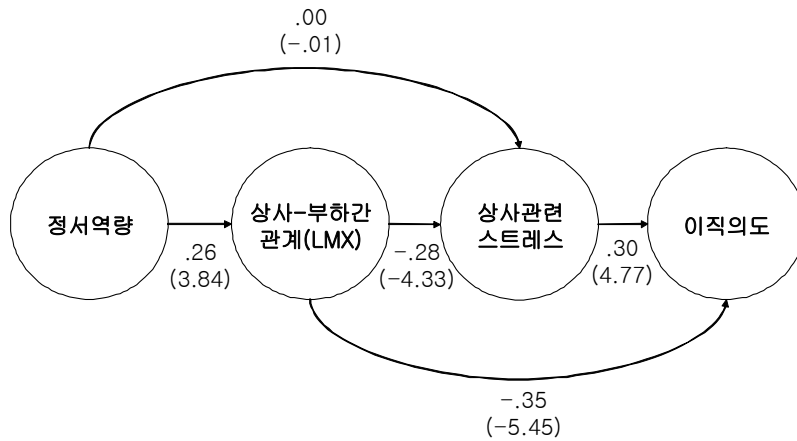 .00
(-.01)
정서역량
상사-부하간
관계(LMX)
상사관련
스트레스
이직의도
.26
(3.84)
-.28
(-4.33)
.30
(4.77)
-.35
(-5.45)